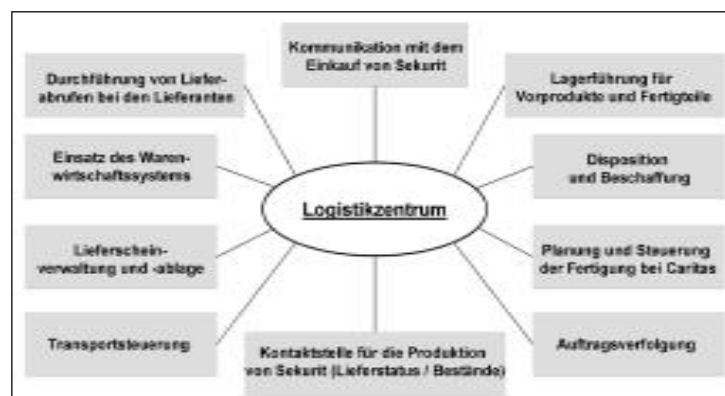 Kommunikation mit dem
Einkauf von Sekurit
Durchführung von Liefer-
abrufen bei den Lieferanten
Lagerführung für
Vorprodukte und Fertigteile
Einsatz des Waren-
wirtschaftssystems
Disposition
und Beschaffung
Logistikzentrum
Lieferschein-
verwaltung und -ablage
Planung und Steuerung
der Fertigung bei Caritas
Transportsteuerung
Kontaktstelle für die Produktion
von Sekurit (Lieferstatus / Bestände)
Auftragsverfolgung